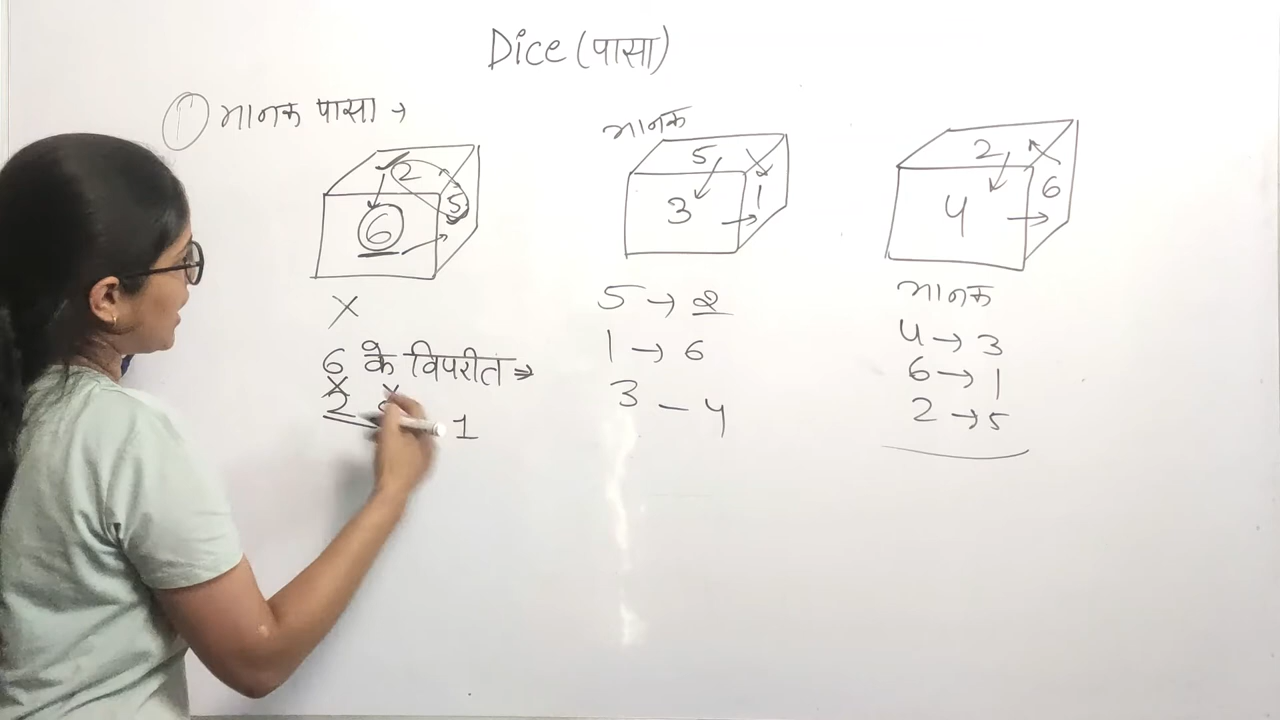 Dice (पासा)
① मानक पासा →
2
6
5
X
6 के विपरीत ⇒
2
1
मानक
5
3
1
5 → 2
1 → 6
3 – 4
2
4
6
मानक
4 → 3
6 → 1
2 → 5